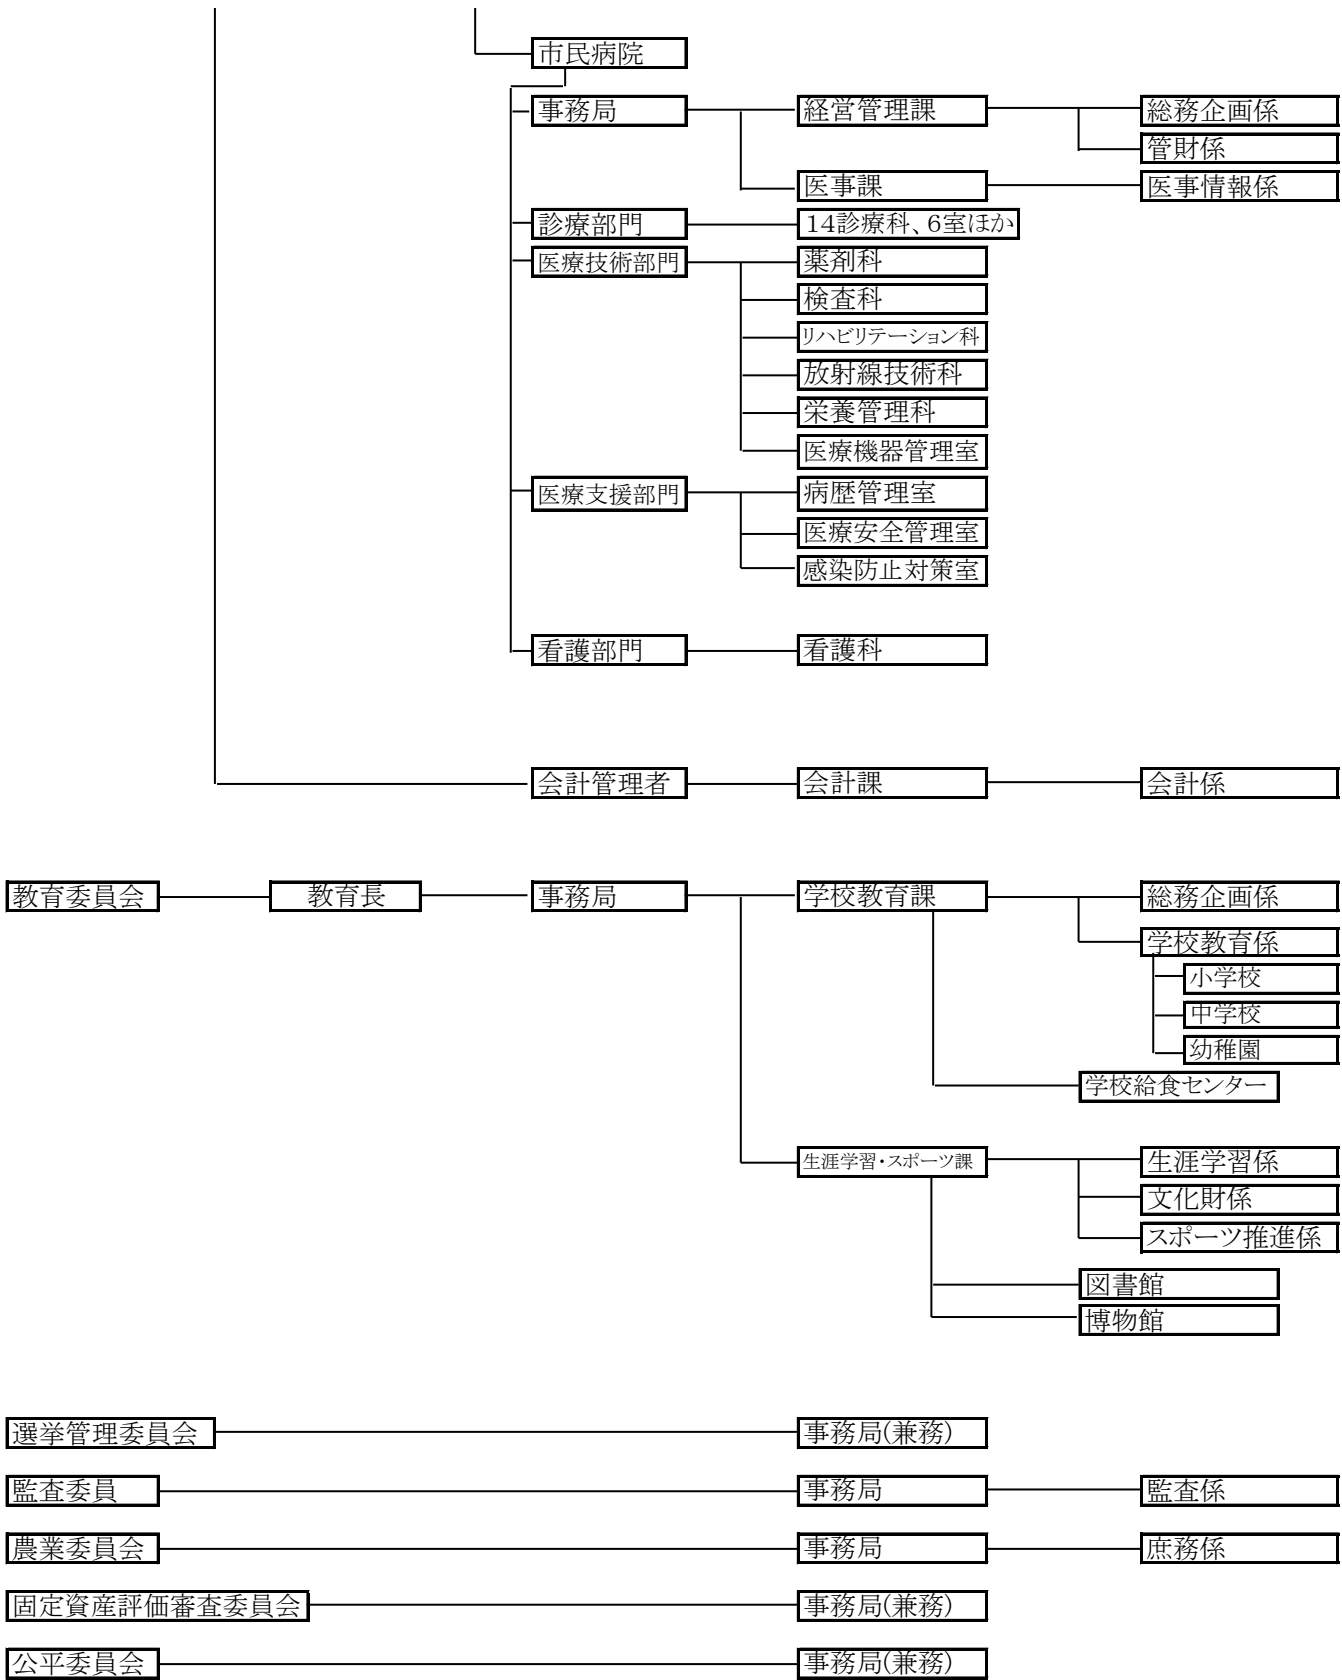 市民病院
事務局 経営管理課 総務企画係
管財係
医事課 医事情報係
診療部門 14診療科、6室ほか
医療技術部門 薬剤科
検査科
リハビリテーション科
放射線技術科
栄養管理科
医療機器管理室
医療支援部門 病歴管理室
医療安全管理室
感染防止対策室
看護部門 看護科
会計管理者 会計課 会計係
教育委員会 教育長 事務局 学校教育課 総務企画係
学校教育係
小学校
中学校
幼稚園
学校給食センター
生涯学習・スポーツ課 生涯学習係
文化財係
スポーツ推進係
図書館
博物館
選挙管理委員会 事務局(兼務)
監査委員 事務局 監査係
農業委員会 事務局 庶務係
固定資産評価審査委員会 事務局(兼務)
公平委員会 事務局(兼務)